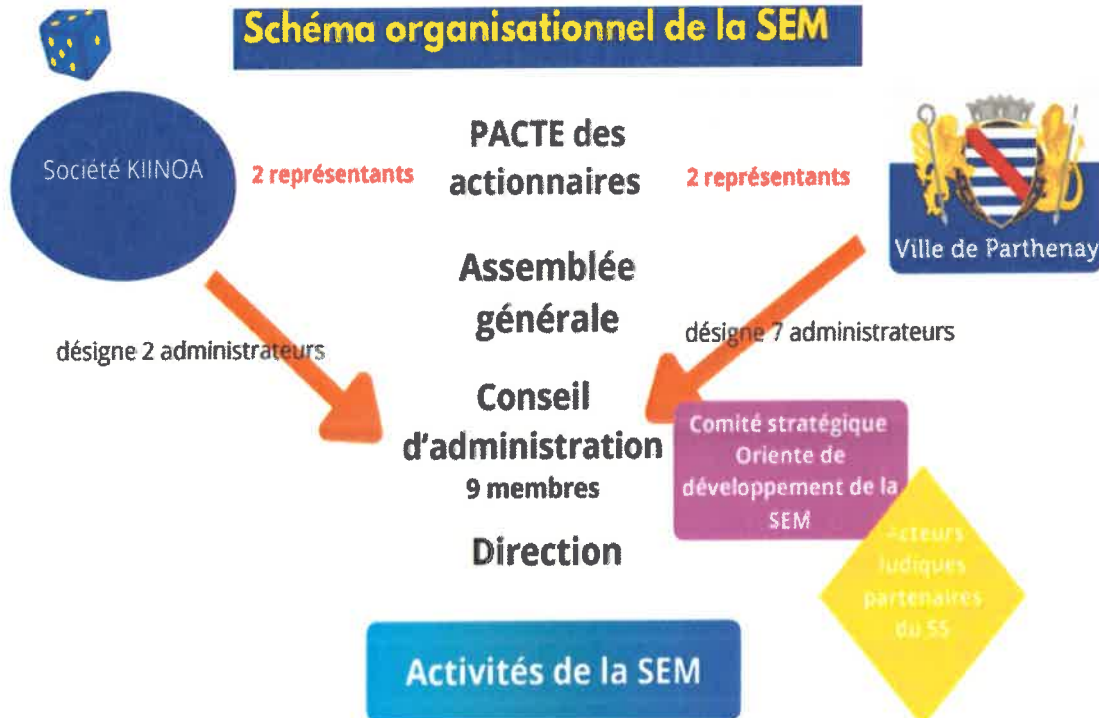 Schéma organisationnel de la SEM
Société KIINOA
2 représentants
PACTE des
actionnaires
2 représentants
Ville de Parthenay
Assemblée
générale
désigne 2 administrateurs
désigne 7 administrateurs
Conseil
d'administration
9 membres
Comité stratégique
Oriente de
développement de la
SEM
Direction
Acteurs
ludiques
partenaires
du
Activités de la SEM